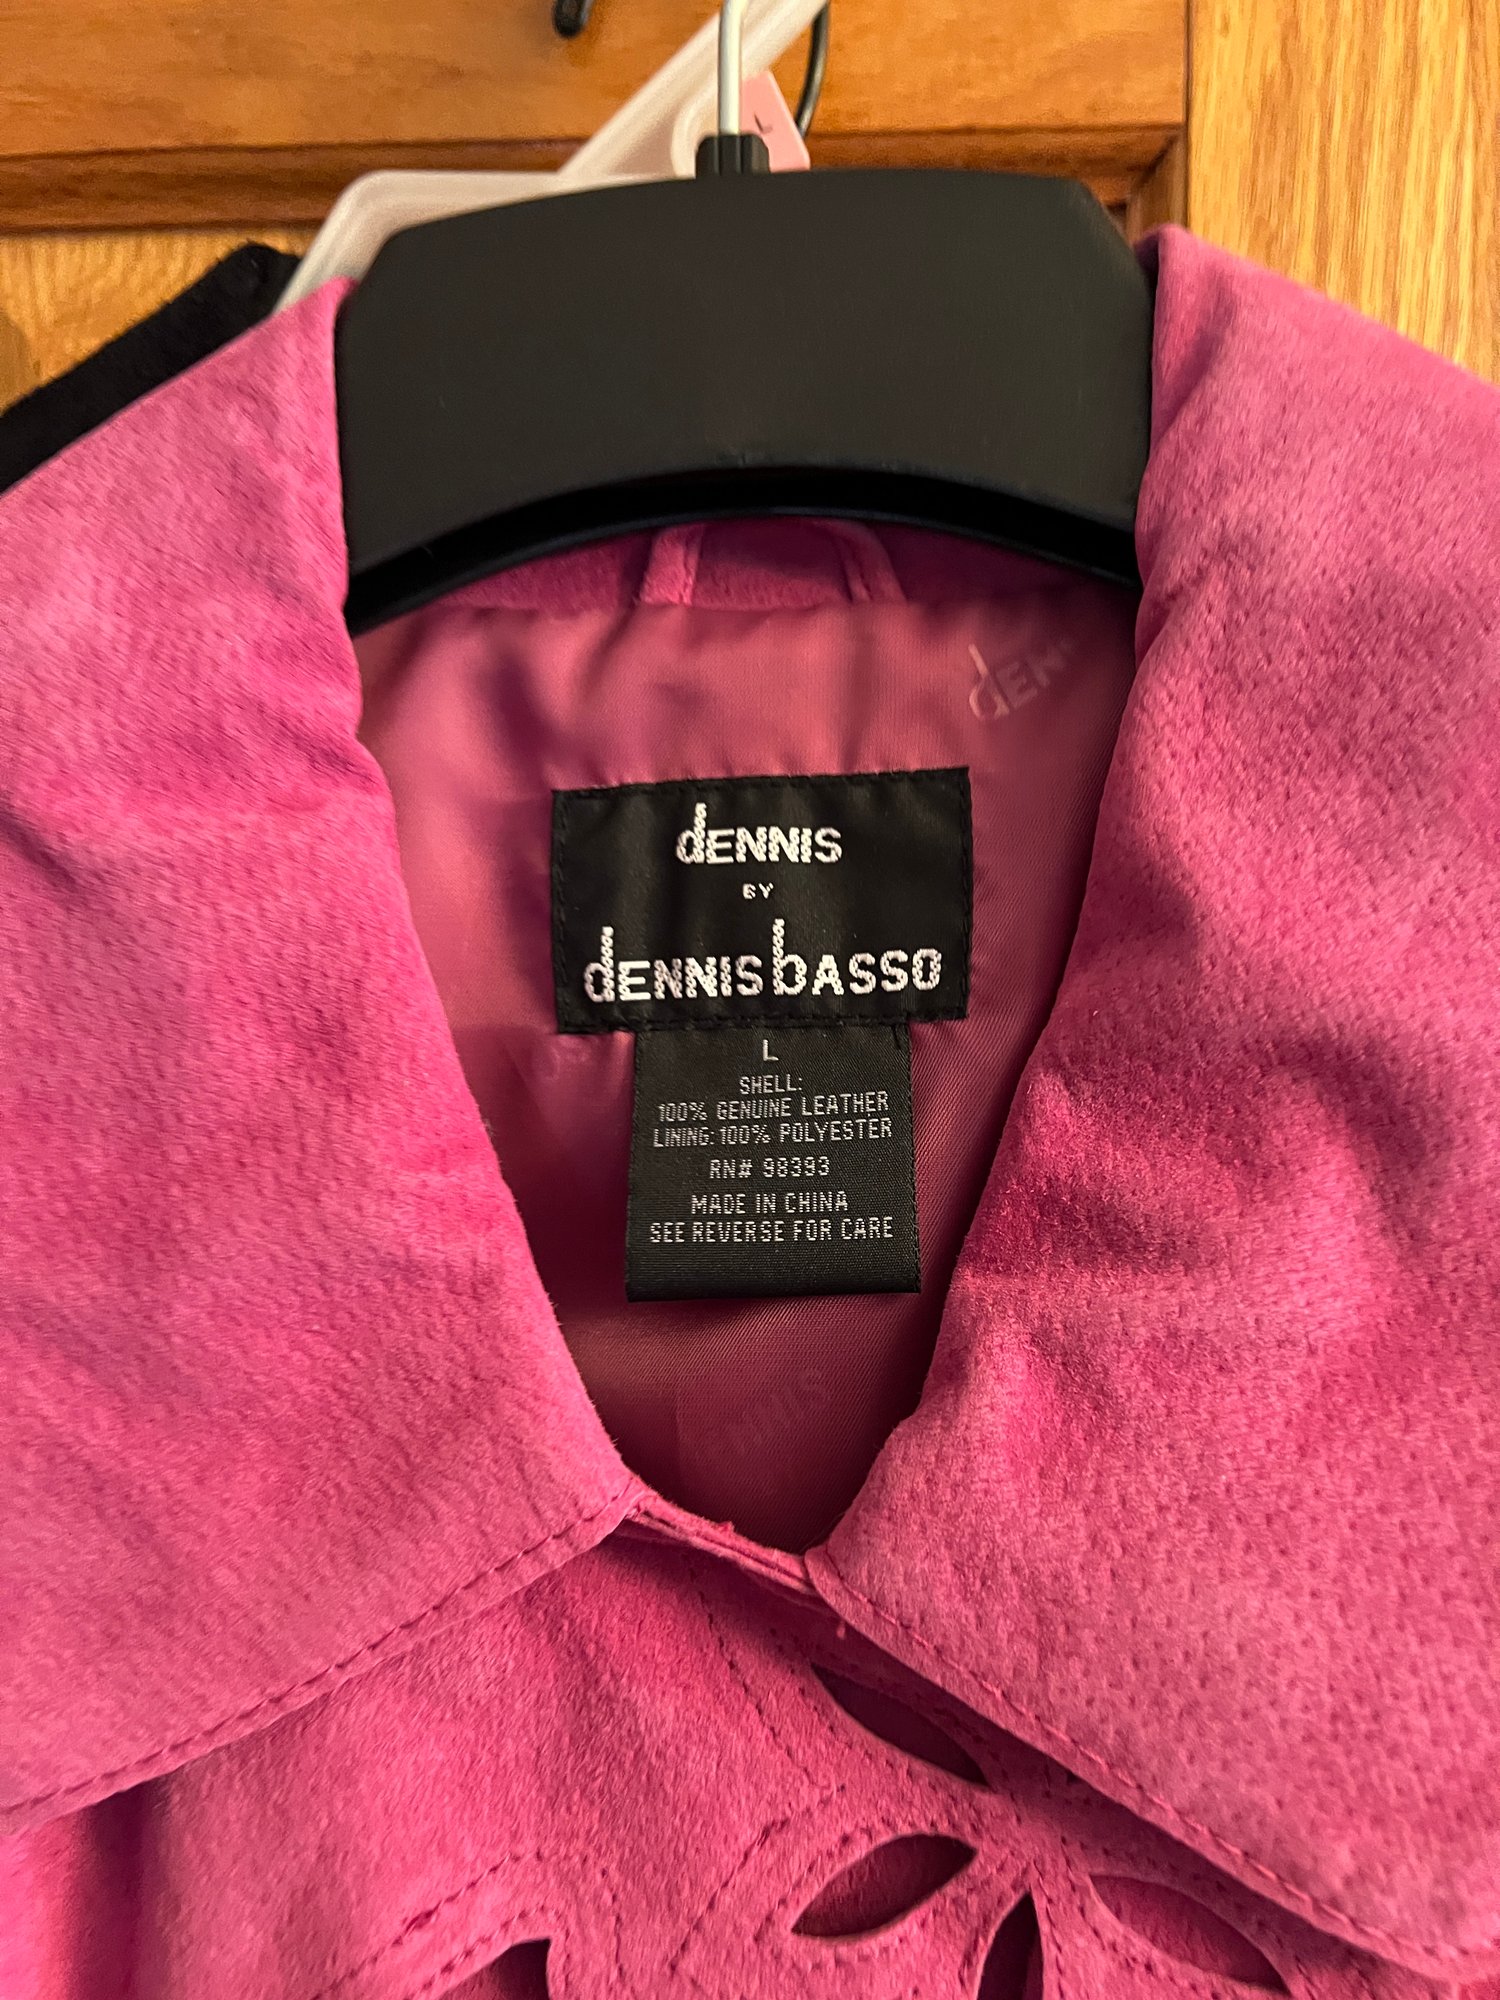 L
dENNIS
BY
dENNISbASSO
L
SHELL:
100% GENUINE LEATHER
LINING: 100% POLYESTER
RN# 98393
MADE IN CHINA
SEE REVERSE FOR CARE